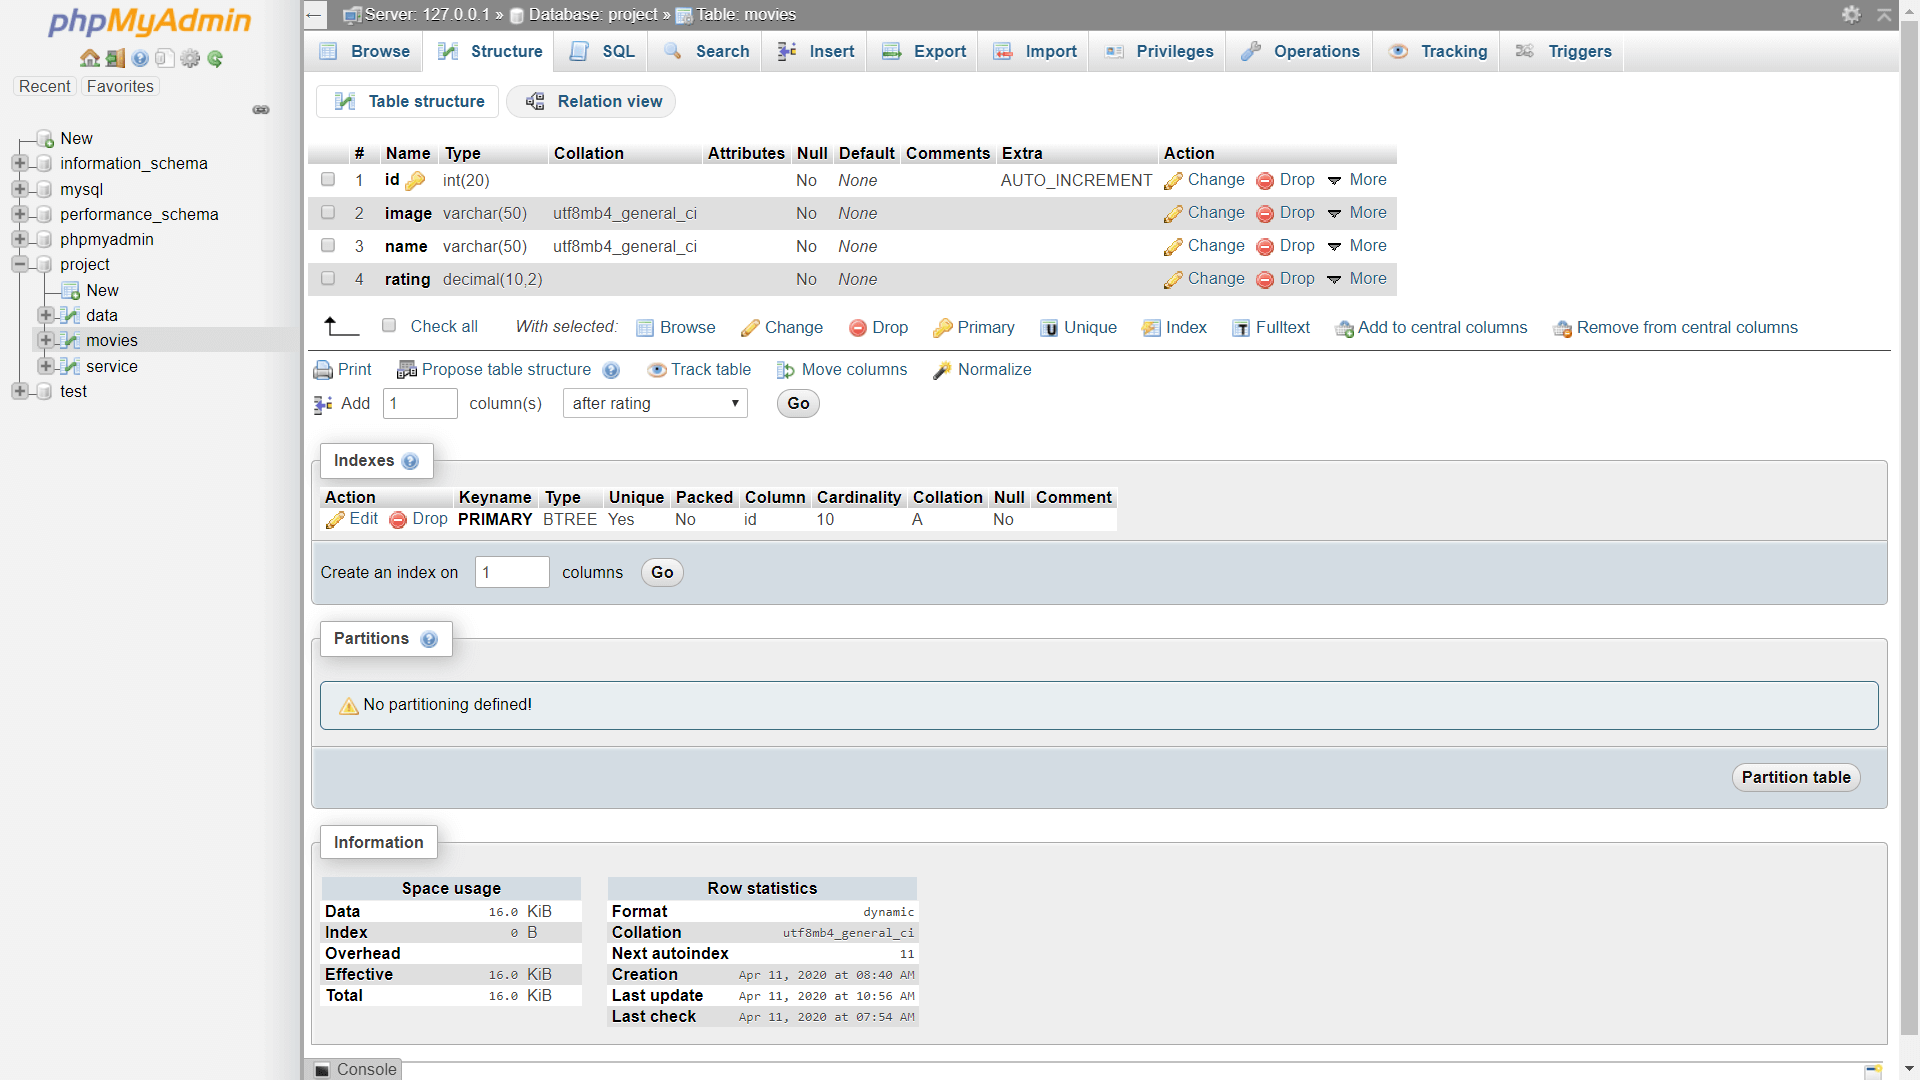 phpMyAdmin
Recent Favorites
New
information_schema
mysql
performance_schema
phpmyadmin
project
New
data
movies
service
test
Server: 127.0.0.1 » Database: project » Table: movies
Browse Structure SQL Search Insert Export Import Privileges Operations Tracking Triggers
Table structure Relation view
# Name Type Collation Attributes Null Default Comments Extra Action
1 id int(20) No None AUTO_INCREMENT Change Drop More
2 image varchar(50) utf8mb4_general_ci No None Change Drop More
3 name varchar(50) utf8mb4_general_ci No None Change Drop More
4 rating decimal(10,2) No None Change Drop More
Check all With selected: Browse Change Drop Primary Unique Index Fulltext Add to central columns Remove from central columns
Print Propose table structure Track table Move columns Normalize
Add 1 column(s) after rating Go
Indexes
Action Keyname Type Unique Packed Column Cardinality Collation Null Comment
Edit Drop PRIMARY BTREE Yes No id 10 A No
Create an index on 1 columns Go
Partitions
No partitioning defined!
Partition table
Information
Space usage
Data 16.0 KiB
Index 0 B
Overhead
Effective 16.0 KiB
Total 16.0 KiB
Row statistics
Format dynamic
Collation utf8mb4_general_ci
Next autoindex 11
Creation Apr 11, 2020 at 08:40 AM
Last update Apr 11, 2020 at 10:56 AM
Last check Apr 11, 2020 at 07:54 AM
Console